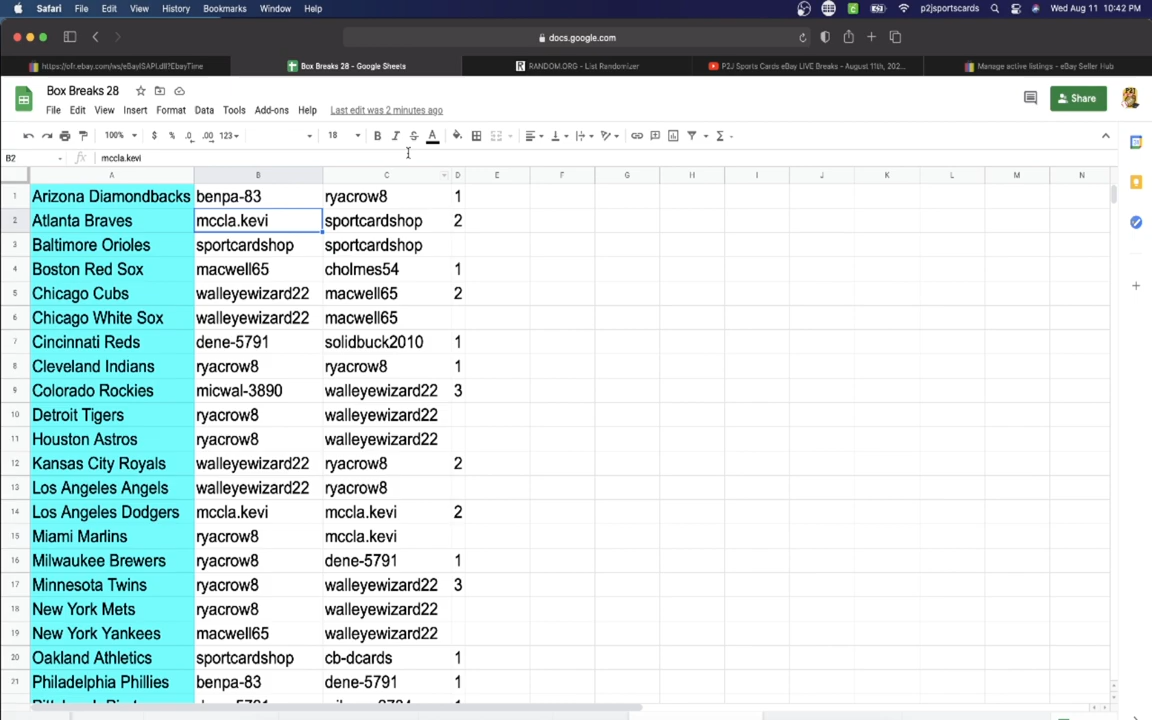 Safari File Edit View History Bookmarks Window Help p2jsportscards Wed Aug 11 10:42 PM
docs.google.com
https://ofr.ebay.com/ws/eBayISAPI.dll?EbayTime Box Breaks 28 - Google Sheets RANDOM.ORG - List Randomizer P2J Sports Cards eBay LIVE Breaks - August 11th, 202... Manage active listings - eBay Seller Hub
Box Breaks 28
File Edit View Insert Format Data Tools Add-ons Help Last edit was 2 minutes ago Share
100% $ % .0 .00 123 18 B I S A
B2 fx mccla.kevi
A B C D E F G H I J K M N
1 Arizona Diamondbacks benpa-83 ryacrow8 1
2 Atlanta Braves mccla.kevi sportcardshop 2
3 Baltimore Orioles sportcardshop sportcardshop
4 Boston Red Sox macwell65 cholmes54 1
5 Chicago Cubs walleyewizard22 macwell65 2
6 Chicago White Sox walleyewizard22 macwell65
7 Cincinnati Reds dene-5791 solidbuck2010 1
8 Cleveland Indians ryacrow8 ryacrow8 1
9 Colorado Rockies micwal-3890 walleyewizard22 3
10 Detroit Tigers ryacrow8 walleyewizard22
11 Houston Astros ryacrow8 walleyewizard22
12 Kansas City Royals walleyewizard22 ryacrow8 2
13 Los Angeles Angels walleyewizard22 ryacrow8
14 Los Angeles Dodgers mccla.kevi mccla.kevi 2
15 Miami Marlins ryacrow8 mccla.kevi
16 Milwaukee Brewers ryacrow8 dene-5791 1
17 Minnesota Twins ryacrow8 walleyewizard22 3
18 New York Mets ryacrow8 walleyewizard22
19 New York Yankees macwell65 walleyewizard22
20 Oakland Athletics sportcardshop cb-dcards 1
21 Philadelphia Phillies benpa-83 dene-5791 1